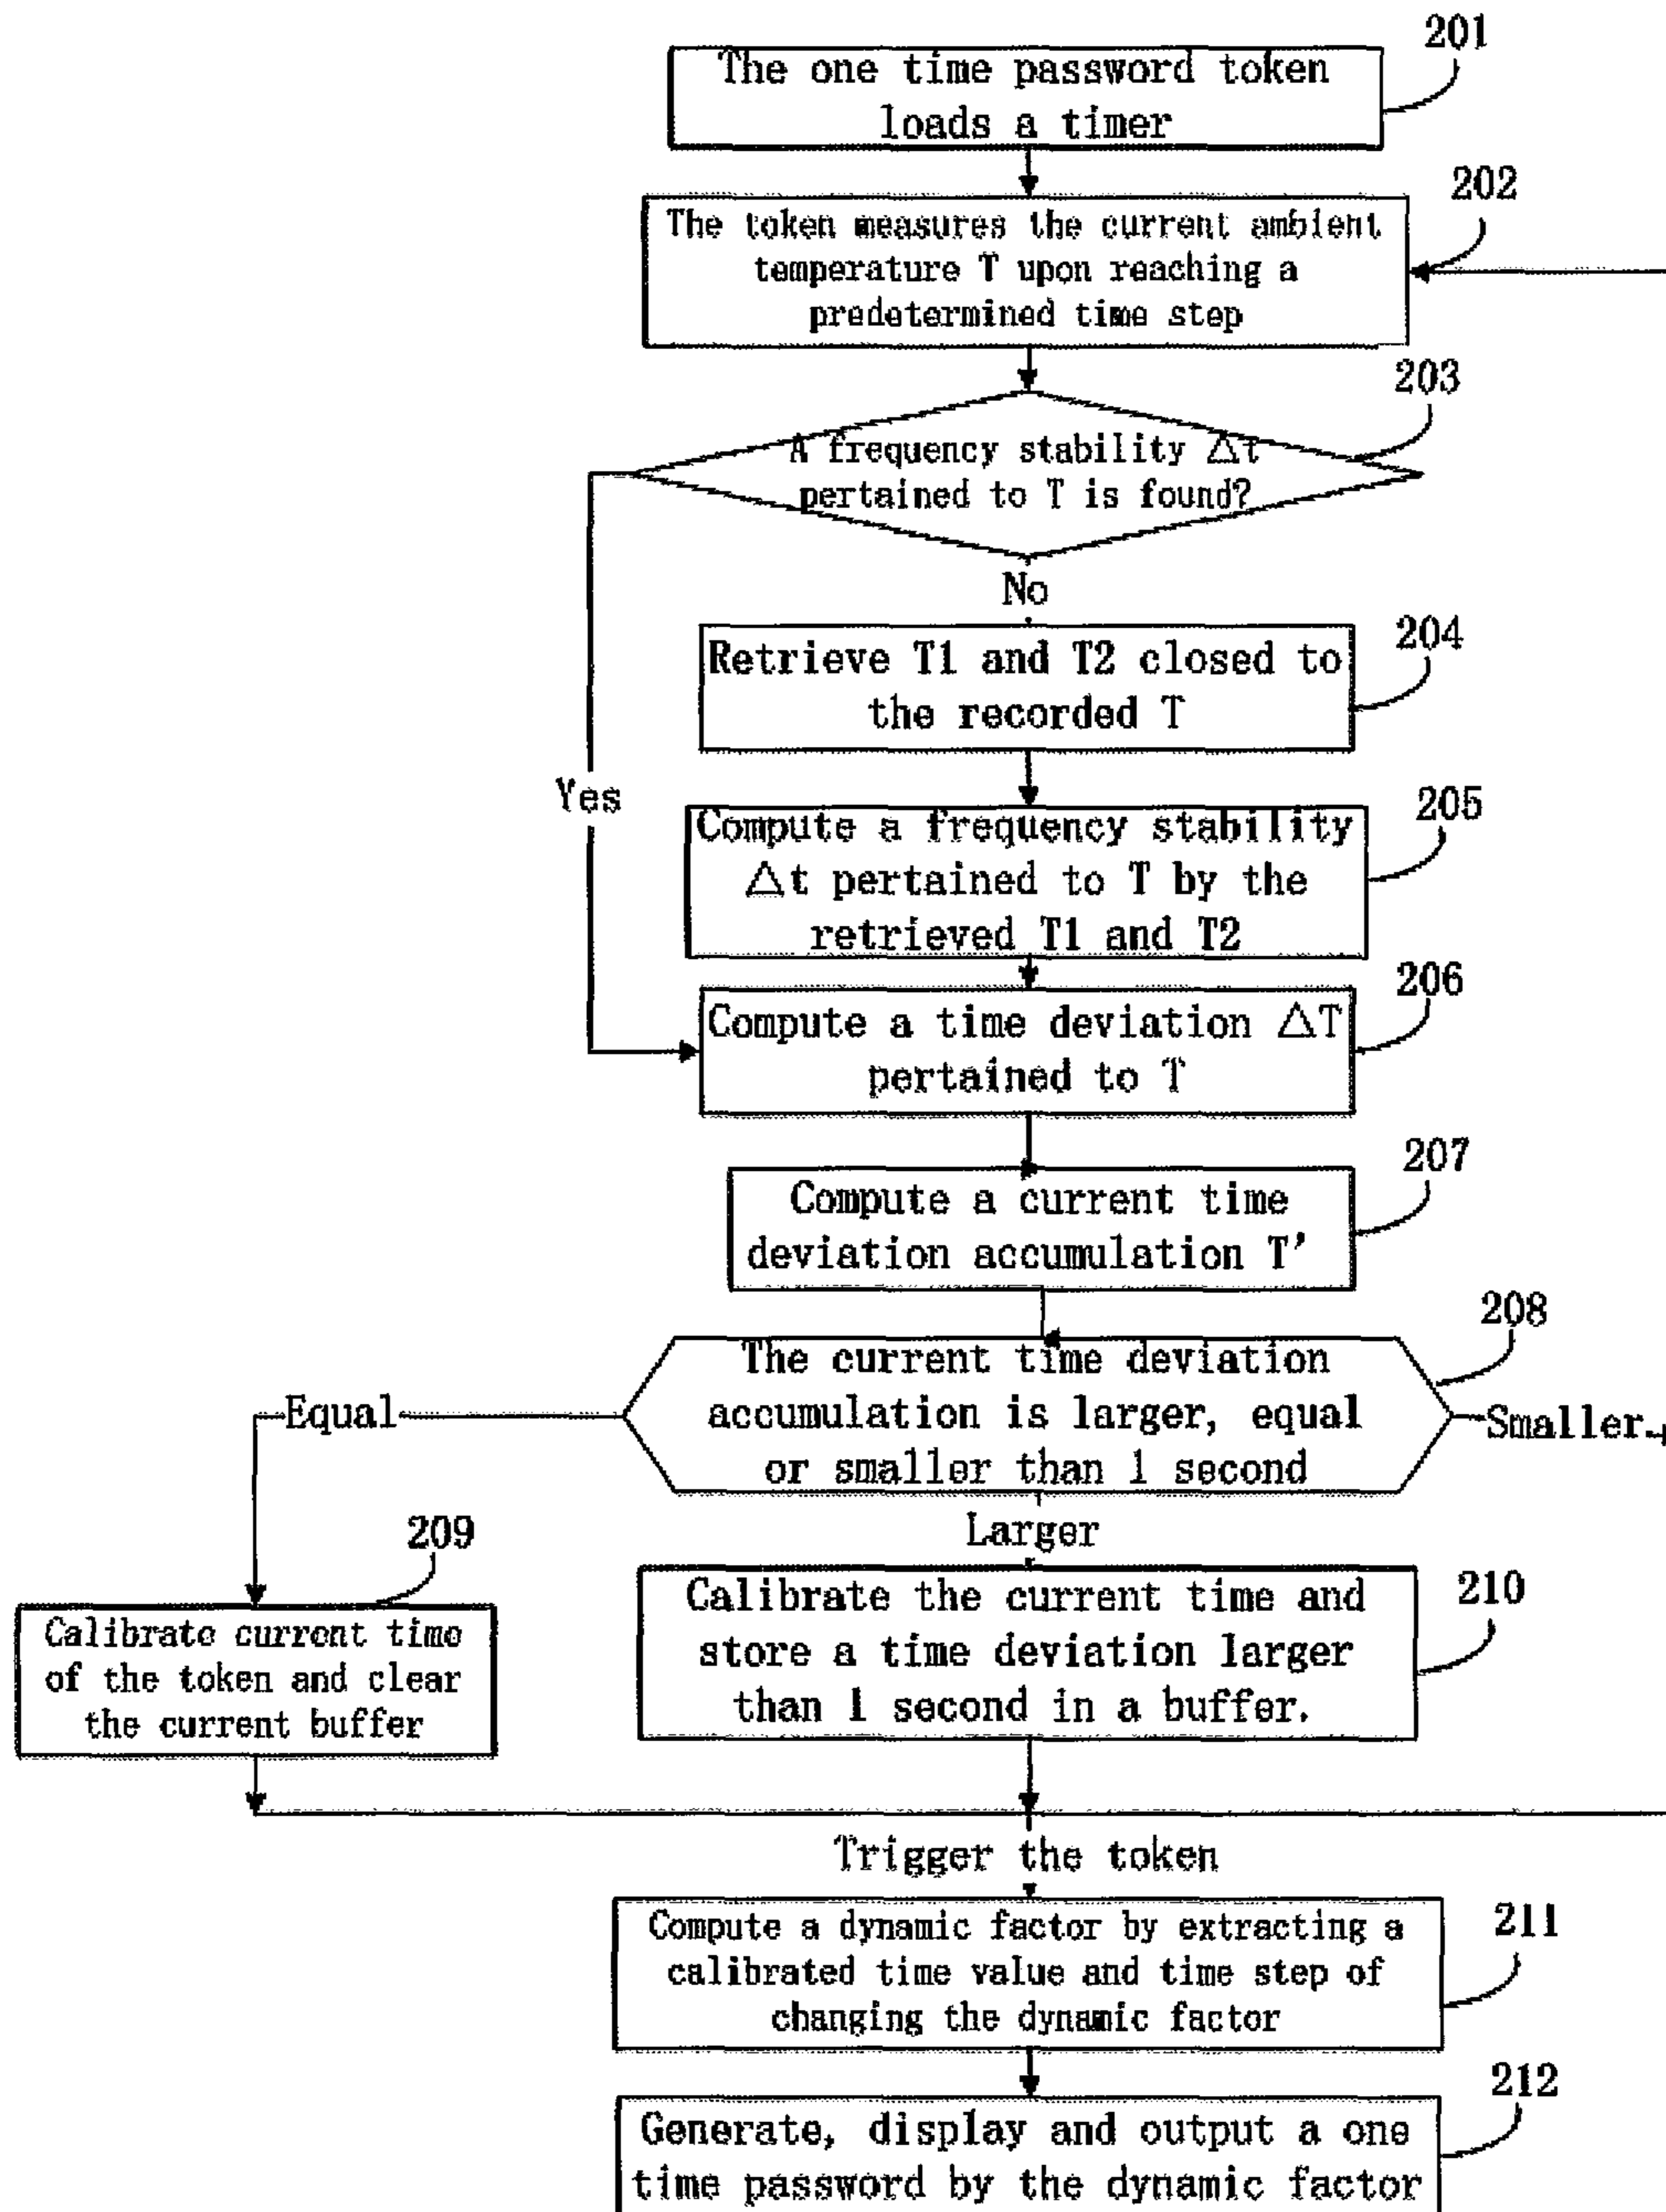 201
The one time password token
loads a timer
202
The token measures the current ambient
temperature T upon reaching a
predetermined time step
203
A frequency stability △t
pertained to T is found?
No
204
Retrieve T1 and T2 closed to
the recorded T
Yes
205
Compute a frequency stability
△t pertained to T by the
retrieved T1 and T2
206
Compute a time deviation △T
pertained to T
207
Compute a current time
deviation accumulation T'
208
The current time deviation
accumulation is larger, equal
or smaller than 1 second
Equal
Smaller
Larger
209
Calibrate current time
of the token and clear
the current buffer
210
Calibrate the current time and
store a time deviation larger
than 1 second in a buffer.
Trigger the token
211
Compute a dynamic factor by extracting a
calibrated time value and time step of
changing the dynamic factor
212
Generate, display and output a one
time password by the dynamic factor